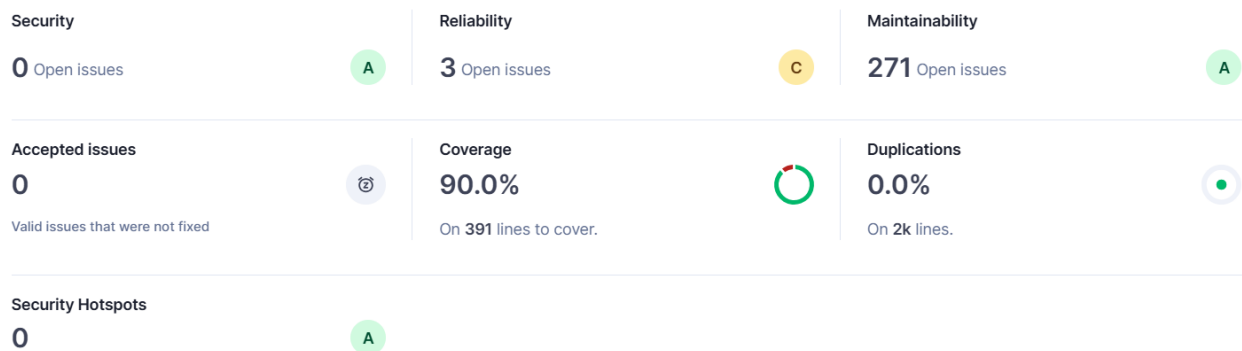 Security
0 Open issues
A
Reliability
3 Open issues
C
Maintainability
271 Open issues
A
Accepted issues
0
Valid issues that were not fixed
Coverage
90.0%
On 391 lines to cover.
Duplications
0.0%
On 2k lines.
Security Hotspots
0
A